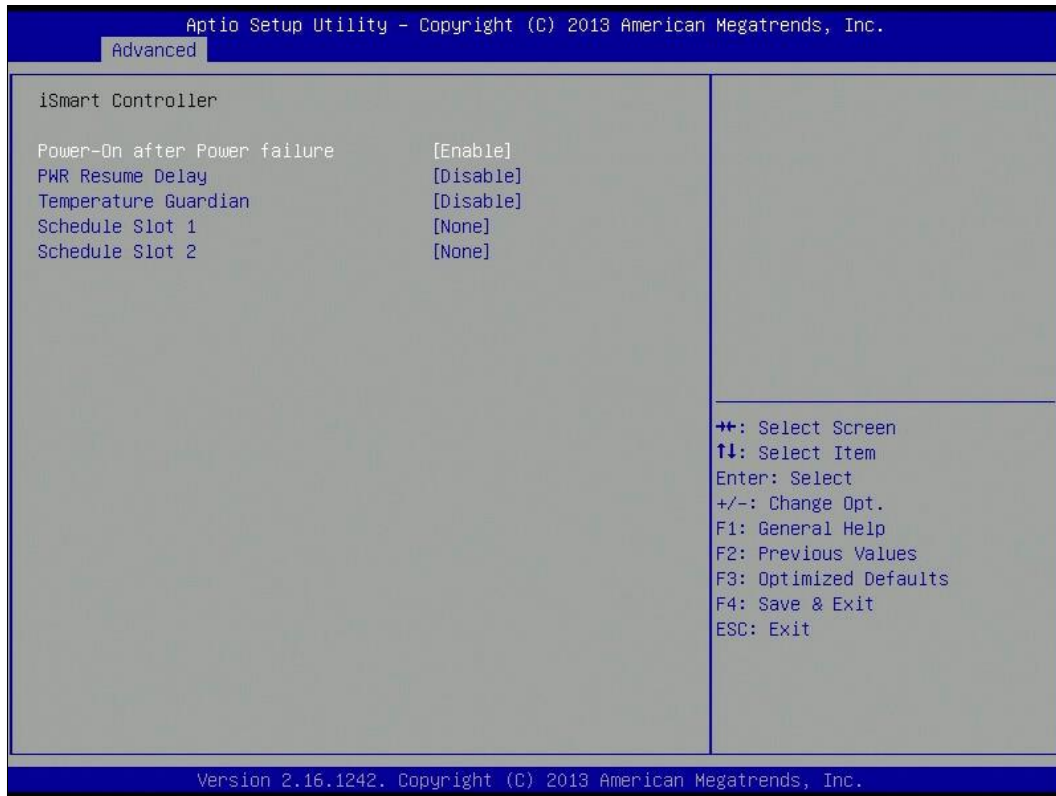 Aptio Setup Utility – Copyright (C) 2013 American Megatrends, Inc.
Advanced
iSmart Controller
Power-On after Power failure [Enable]
PWR Resume Delay [Disable]
Temperature Guardian [Disable]
Schedule Slot 1 [None]
Schedule Slot 2 [None]
→←: Select Screen
↑↓: Select Item
Enter: Select
+/-: Change Opt.
F1: General Help
F2: Previous Values
F3: Optimized Defaults
F4: Save & Exit
ESC: Exit
Version 2.16.1242. Copyright (C) 2013 American Megatrends, Inc.